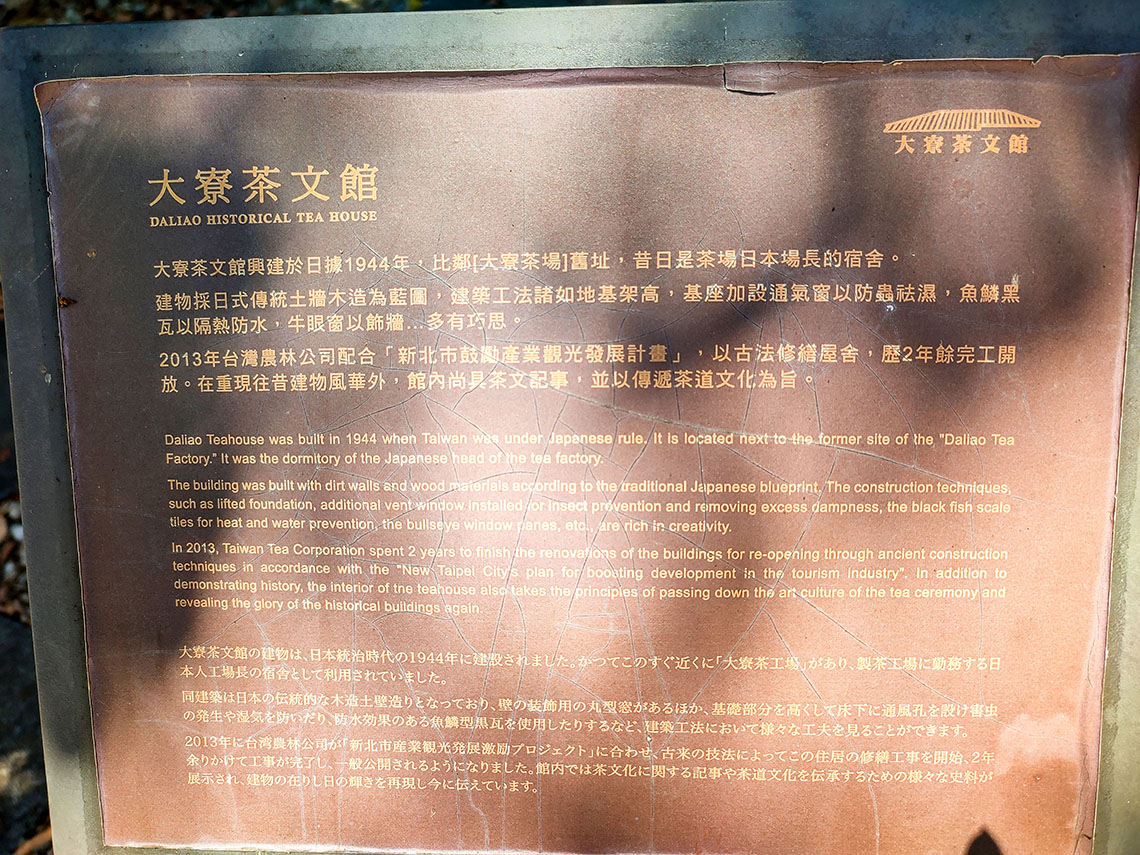 大寮茶文館
大寮茶文館
DALIAO HISTORICAL TEA HOUSE
大寮茶文館興建於日據1944年，比鄰[大寮茶場]舊址，昔日是茶場日本場長的宿舍。
建物採日式傳統土牆木造為藍圖，建築工法諸如地基架高，基座加設通氣窗以防蟲祛濕，魚鱗黑
瓦以隔熱防水，牛眼窗以飾牆...多有巧思。
2013年台灣農林公司配合「新北市鼓勵產業觀光發展計畫」，以古法修繕屋舍，歷2年餘完工開
放。在重現往昔建物風華外，館內尚具茶文記事，並以傳遞茶道文化為旨。
Daliao Teahouse was built in 1944 when Taiwan was under Japanese rule. It is located next to the former site of the "Daliao Tea
Factory." It was the dormitory of the Japanese head of the tea factory.
The building was built with dirt walls and wood materials according to the traditional Japanese blueprint. The construction techniques,
such as lifted foundation, additional vent window installed for insect prevention and removing excess dampness, the black fish scale
tiles for heat and water prevention, the bullseye window panes, etc., are rich in creativity.
In 2013, Taiwan Tea Corporation spent 2 years to finish the renovations of the buildings for re-opening through ancient construction
techniques in accordance with the "New Taipei City's plan for boosting development in the tourism industry". In addition to
demonstrating history, the interior of the teahouse also takes the principles of passing down the art culture of the tea ceremony and
revealing the glory of the historical buildings again.
大寮茶文館の建物は、日本統治時代の1944年に建設されました。かつてこのすぐ近くに「大寮茶工場」があり、製茶工場に勤務する日
本人工場長の宿舎として利用されていました。
同建築は日本の伝統的な木造土壁造りとなっており、壁の装飾用の丸型窓があるほか、基礎部分を高くして床下に通風孔を設け害虫
の発生や湿気を防いだり、防水効果のある魚鱗型黒瓦を使用したりするなど、建築工法において様々な工夫を見ることができます。
2013年に台湾農林公司が「新北市産業観光発展激励プロジェクト」に合わせ、古来の技法によってこの住居の修繕工事を開始、2年
余りかけて工事が完了し、一般公開されるようになりました。館内では茶文化に関する記事や茶道文化を伝承するための様々な史料が
展示され、建物の在りし日の輝きを再現し今に伝えています。